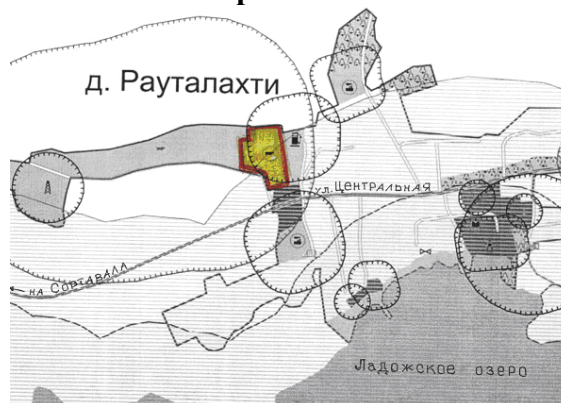 д. Рауталахти
ул. ЦЕНТРАЛЬНАЯ
← НА СОРТАВАЛА
Ладожское озеро